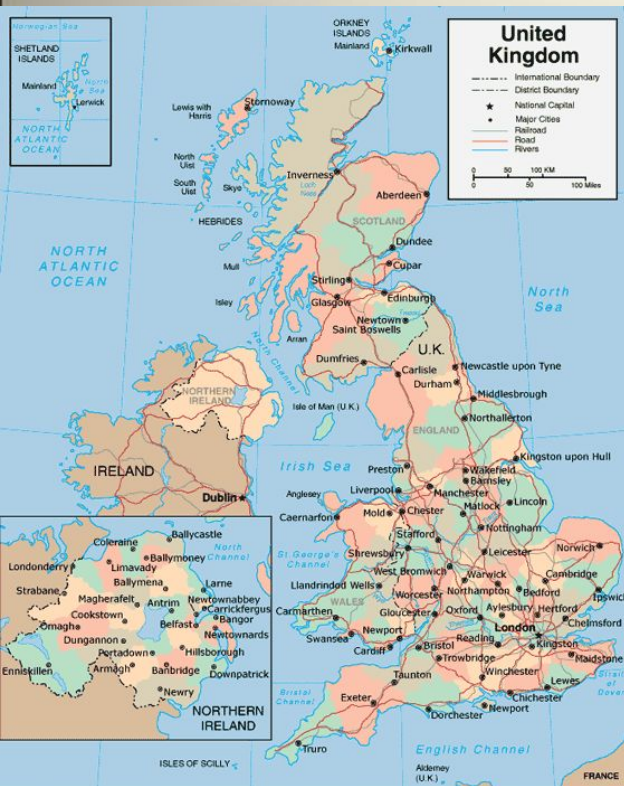 Norwegian Sea
SHETLAND
ISLANDS
Mainland
North
Sea
Lerwick
NORTH
ATLANTIC
OCEAN
ORKNEY
ISLANDS
Mainland
Kirkwall
United
Kingdom
International Boundary
District Boundary
National Capital
Major Cities
Railroad
Road
Rivers
0 50 100 KM
0 50 100 Miles
Lewis with
Harris
Stornoway
North
Uist
South
Uist
Skye
HEBRIDES
Inverness
Loch
Ness
Aberdeen
SCOTLAND
Dundee
Cupar
Mull
Stirling
Glasgow
Edinburgh
Isley
Arran
Newtown
Saint Boswells
Tweed
NORTH
ATLANTIC
OCEAN
North
Sea
North Channel
Dumfries
U.K.
Carlisle
Newcastle upon Tyne
Durham
Middlesbrough
Northallerton
NORTHERN
IRELAND
Isle of Man (U.K.)
ENGLAND
IRELAND
Dublin
Irish Sea
Preston
Kingston upon Hull
Wakefield
Barnsley
Anglesey
Liverpool
Manchester
Lincoln
Caernarfon
Mold
Chester
Matlock
Nottingham
Stafford
St George's
Channel
Shrewsbury
Leicester
Norwich
West Bromwich
Llandrindod Wells
Warwick
Cambridge
Worcester
Northampton
Bedford
Ipswich
WALES
Carmarthen
Gloucester
Oxford
Aylesbury
Hertford
Chelmsford
London
Swansea
Newport
Cardiff
Bristol
Reading
Kingston
Maidstone
Trowbridge
Strait
of
Dover
Taunton
Winchester
Lewes
Bristol
Channel
Exeter
Chichester
Newport
Dorchester
Truro
English Channel
ISLES OF SCILLY
Alderney
(U.K.)
FRANCE
Ballycastle
Coleraine
North
Channel
Ballymoney
Londonderry
Limavady
Strabane
Ballymena
Larne
Magherafelt
Antrim
Newtownabbey
Carrickfergus
Cookstown
Bangor
Omagh
Belfast
Newtownards
Dungannon
Portadown
Hillsborough
Enniskillen
Armagh
Banbridge
Downpatrick
Newry
NORTHERN
IRELAND